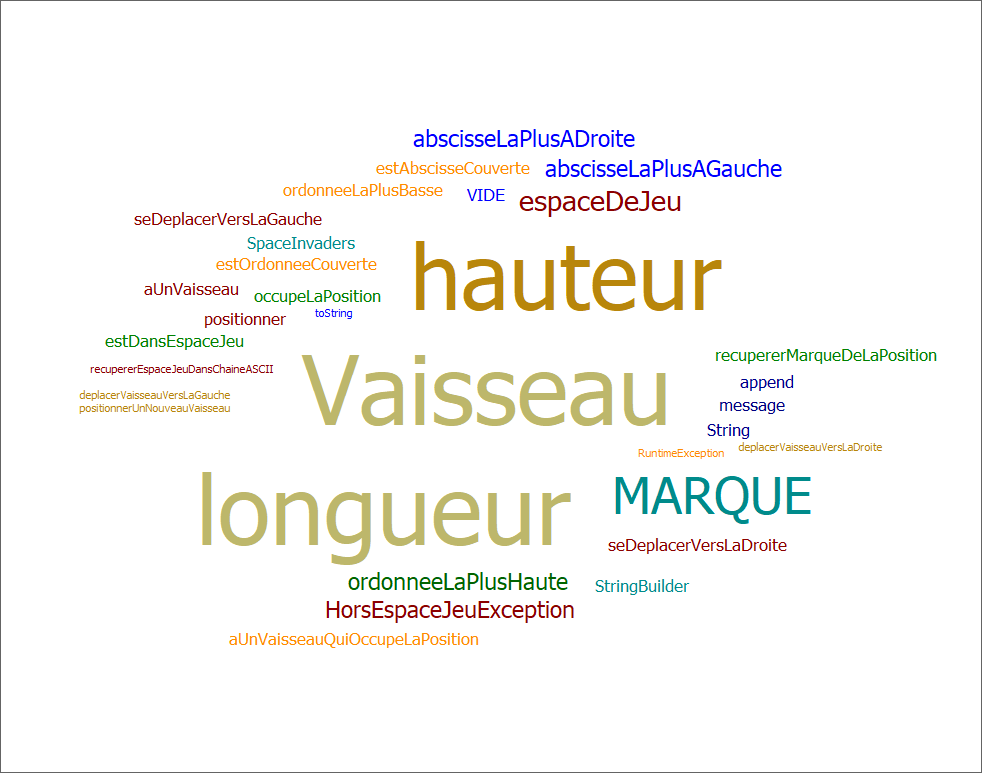 abscisseLaPlusADroite
estAbscisseCouverte abscisseLaPlusAGauche
ordonneeLaPlusBasse VIDE espaceDeJeu
seDeplacerVersLaGauche
SpaceInvaders
estOrdonneeCouverte hauteur
aUnVaisseau occupeLaPosition
positionner toString
estDansEspaceJeu
recupererMarqueDeLaPosition
recupererEspaceJeuDansChaineASCII
append
deplacerVaisseauVersLaGauche Vaisseau
positionnerUnNouveauVaisseau message
String
RuntimeException deplacerVaisseauVersLaDroite
longueur MARQUE
seDeplacerVersLaDroite
ordonneeLaPlusHaute StringBuilder
HorsEspaceJeuException
aUnVaisseauQuiOccupeLaPosition